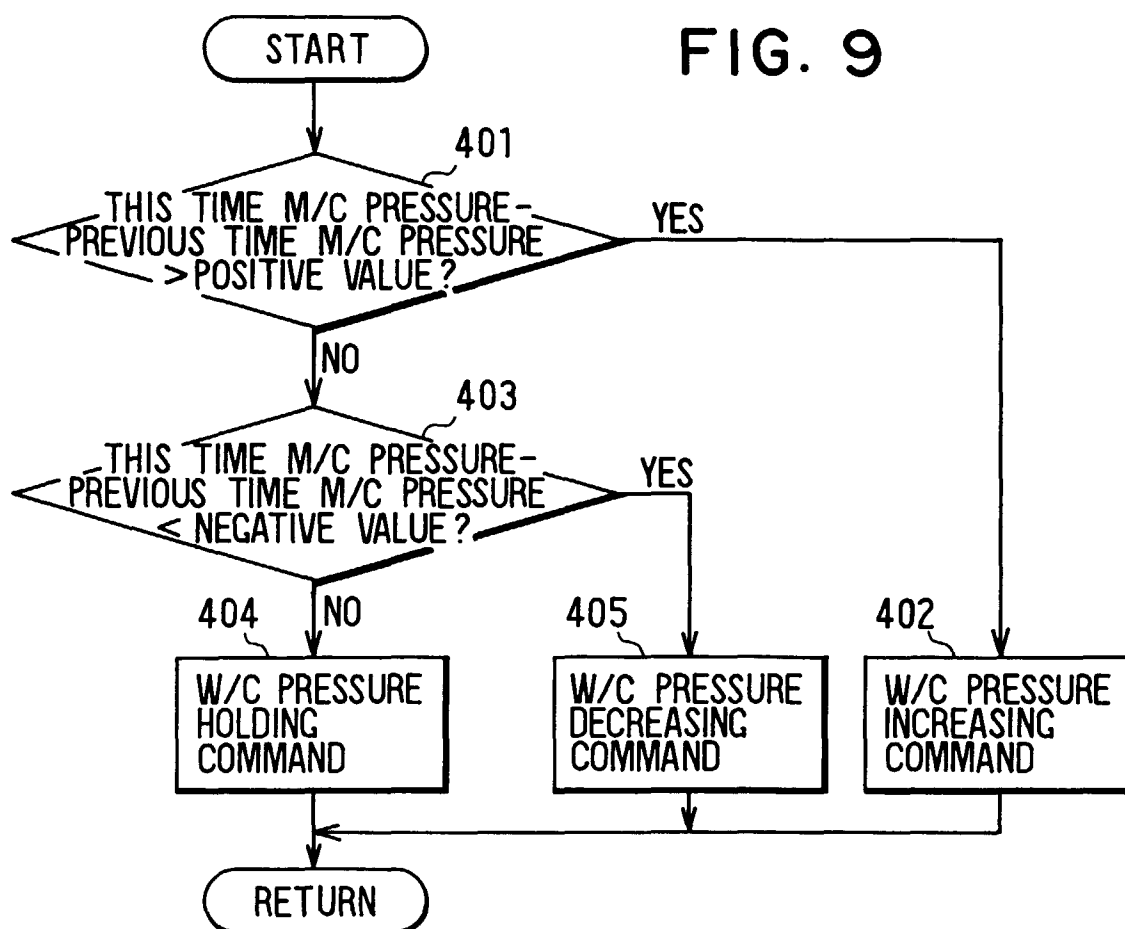 START
FIG. 9
401
THIS TIME M/C PRESSURE-
PREVIOUS TIME M/C PRESSURE
>POSITIVE VALUE?
YES
NO
403
THIS TIME M/C PRESSURE-
PREVIOUS TIME M/C PRESSURE
< NEGATIVE VALUE?
YES
NO
404
W/C PRESSURE
HOLDING
COMMAND
405
W/C PRESSURE
DECREASING
COMMAND
402
W/C PRESSURE
INCREASING
COMMAND
RETURN